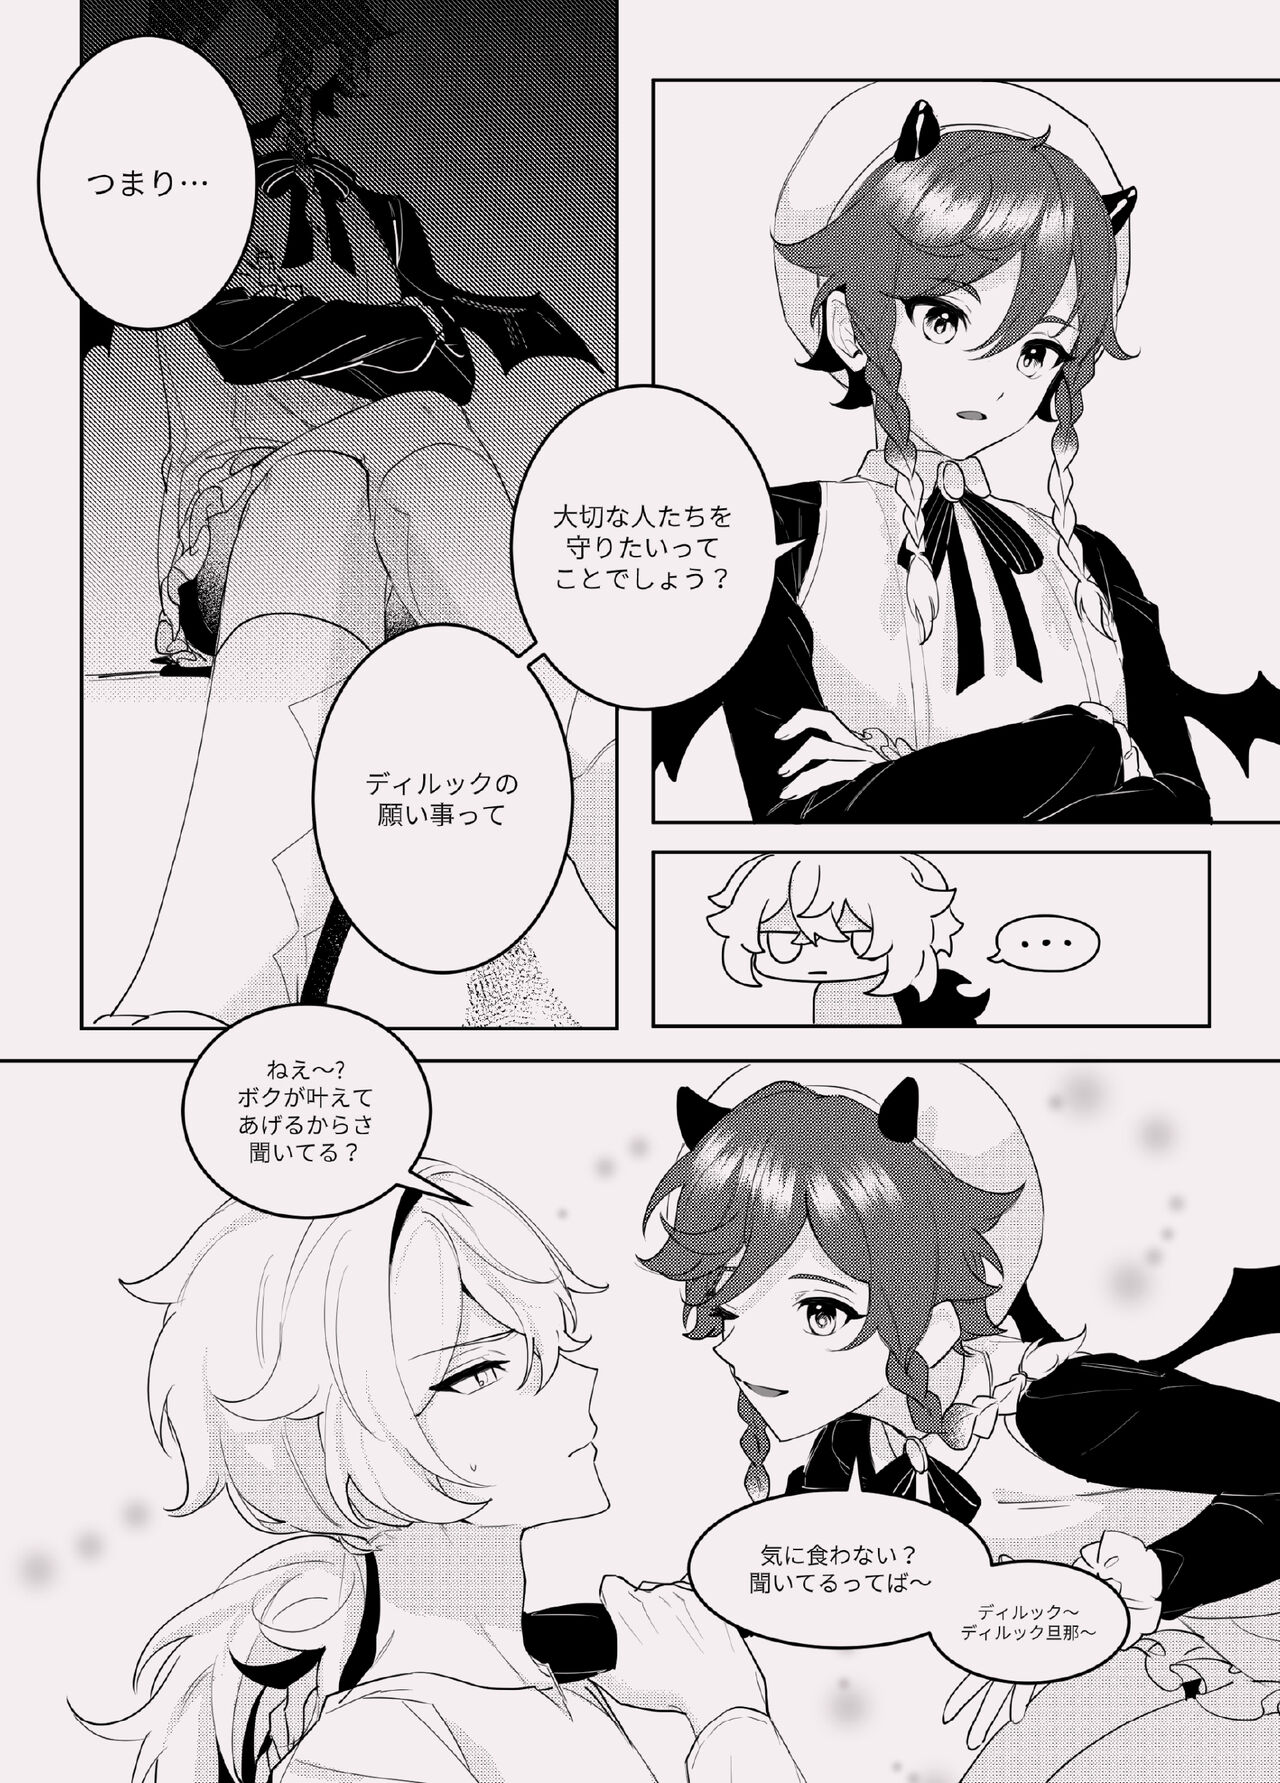 つまり…
ディルックの
願い事って
大切な人たちを
守りたいって
ことでしょう？
…
ねえ～?
ボクが叶えて
あげるからさ
聞いてる？
気に食わない？
聞いてるってば～
ディルック～
ディルック旦那～